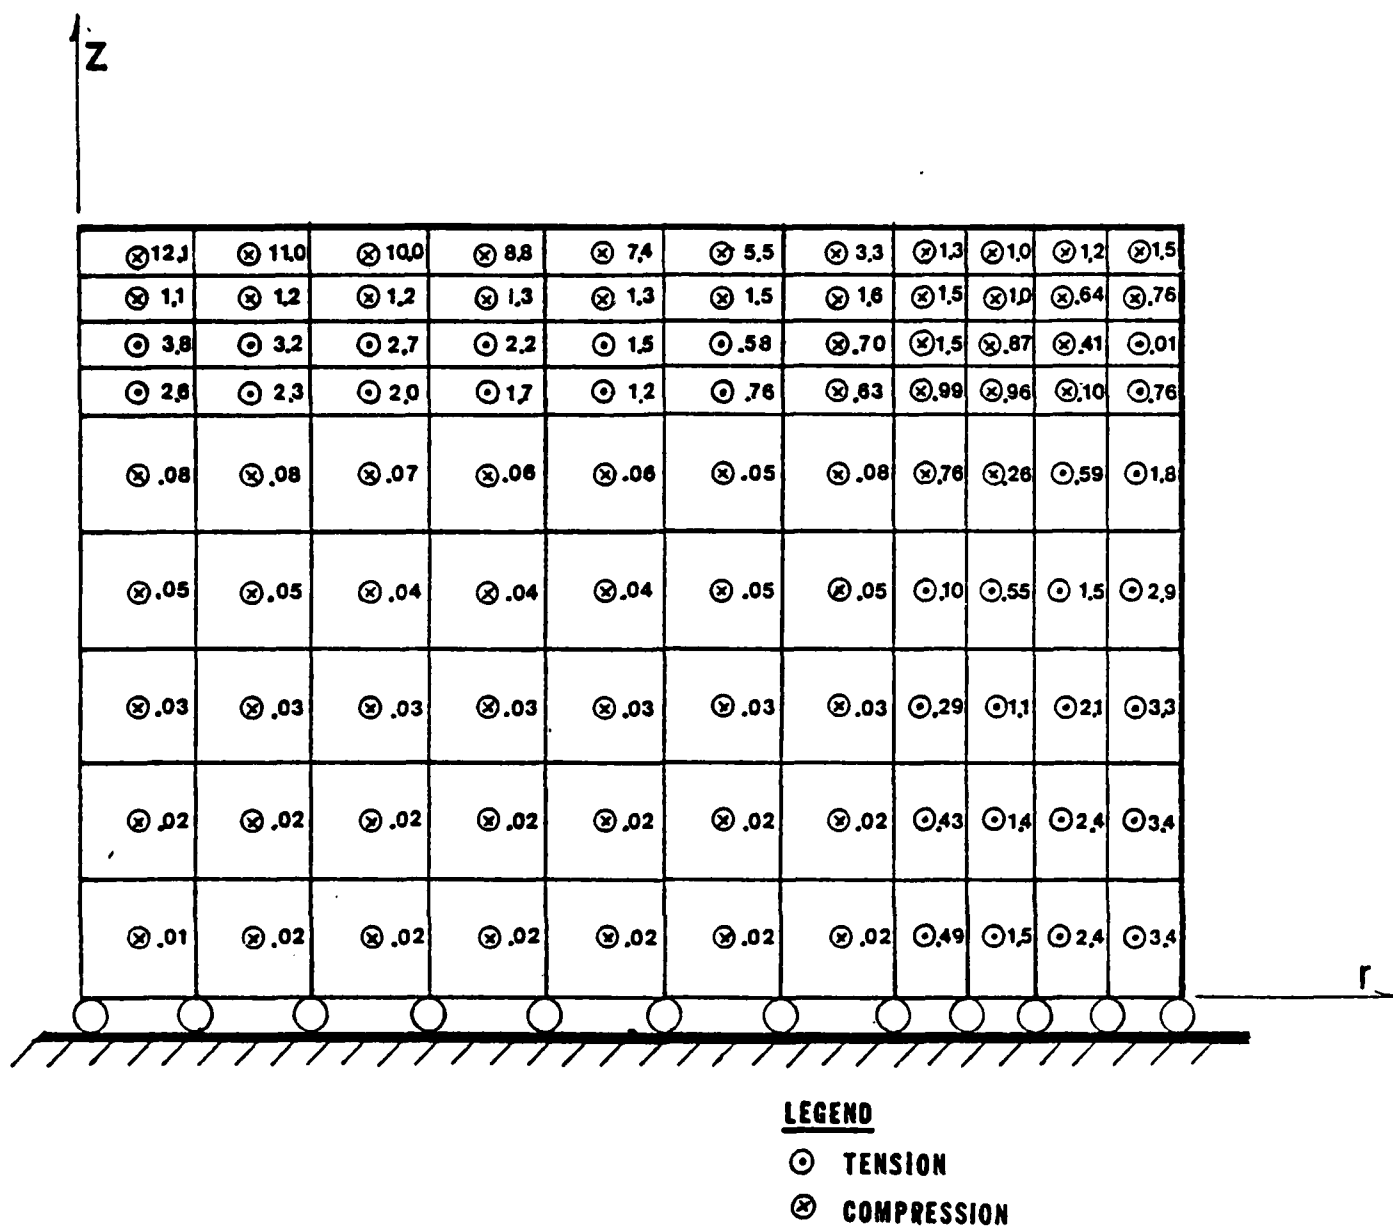 Z
⊗12.1 ⊗ 11.0 ⊗10.0 ⊗ 8.8 ⊗ 7.4 ⊗ 5.5 ⊗ 3.3 ⊗1.3 ⊗1.0 ⊗1.2 ⊗1.5
⊗ 1.1 ⊗ 1.2 ⊗ 1.2 ⊗ 1.3 ⊗ 1.3 ⊗ 1.5 ⊗ 1.6 ⊗1.5 ⊗1.0 ⊗.64 ⊗.76
⊙ 3.8 ⊙ 3.2 ⊙ 2.7 ⊙ 2.2 ⊙ 1.5 ⊙.58 ⊗.70 ⊗1.5 ⊗.87 ⊗.41 ⊙.01
⊙ 2.6 ⊙ 2.3 ⊙ 2.0 ⊙ 1.7 ⊙ 1.2 ⊙ .76 ⊗.63 ⊗.99 ⊗.96 ⊗.10 ⊙.76
⊗ .08 ⊗ .08 ⊗.07 ⊗.06 ⊗.06 ⊗.05 ⊗.08 ⊗.76 ⊗.26 ⊙.59 ⊙1.8
⊗.05 ⊗.05 ⊗.04 ⊗.04 ⊗.04 ⊗.05 ⊗.05 ⊙.10 ⊙.55 ⊙ 1.5 ⊙2.9
⊗.03 ⊗.03 ⊗.03 ⊗.03 ⊗.03 ⊗.03 ⊗.03 ⊙.29 ⊙1.1 ⊙2.1 ⊙3.3
⊗.02 ⊗.02 ⊗.02 ⊗.02 ⊗.02 ⊗.02 ⊗.02 ⊙.43 ⊙1.4 ⊙2.4 ⊙3.4
⊗.01 ⊗.02 ⊗.02 ⊗.02 ⊗.02 ⊗.02 ⊗.02 ⊙.49 ⊙1.5 ⊙2.4 ⊙3.4
r
LEGEND
⊙ TENSION
⊗ COMPRESSION